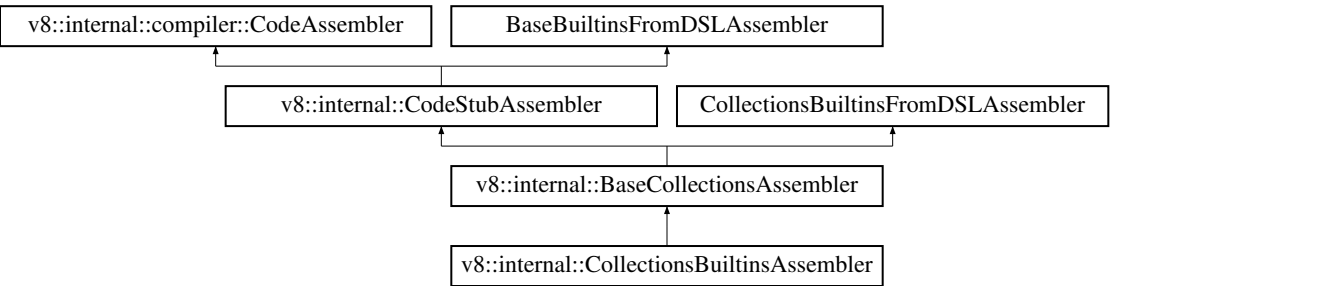 v8::internal::compiler::CodeAssembler
BaseBuiltinsFromDSLAssembler
v8::internal::CodeStubAssembler
CollectionsBuiltinsFromDSLAssembler
v8::internal::BaseCollectionsAssembler
v8::internal::CollectionsBuiltinsAssembler